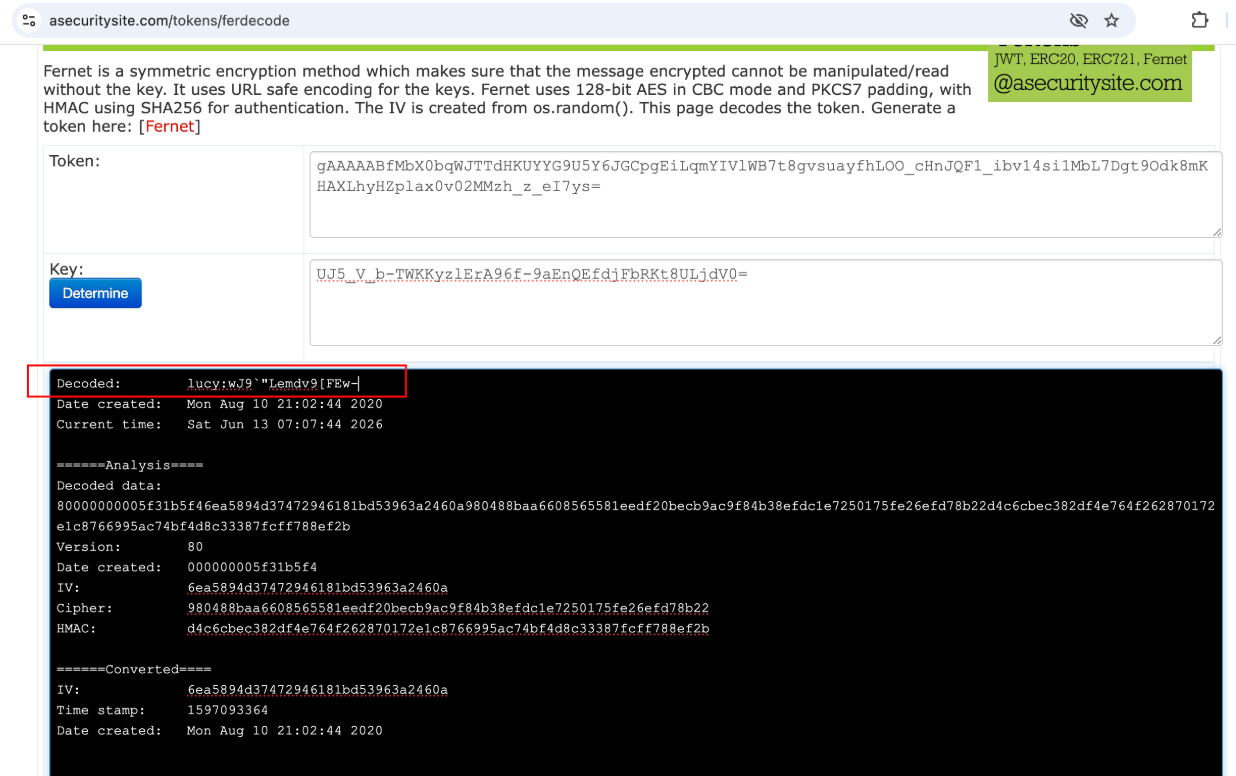 asecuritysite.com/tokens/ferdecode
JWT, ERC20, ERC721, Fernet
@asecuritysite.com
Fernet is a symmetric encryption method which makes sure that the message encrypted cannot be manipulated/read
without the key. It uses URL safe encoding for the keys. Fernet uses 128-bit AES in CBC mode and PKCS7 padding, with
HMAC using SHA256 for authentication. The IV is created from os.random(). This page decodes the token. Generate a
token here: [Fernet]
Token:
gAAAAABfMbX0bqWJTTdHKUYYG9U5Y6JGCpgEiLqmYIVlWB7t8gvsuayfhLOO_cHnJQF1_ibv14si1MbL7Dgt9Odk8mK
HAXLhyHZplax0v02MMzh_z_eI7ys=
Key:
Determine
UJ5_V_b-TWKKyzlErA96f-9aEnQEfdjFbRKt8ULjdV0=
Decoded: lucy:wJ9`"Lemdv9[FEw-
Date created: Mon Aug 10 21:02:44 2020
Current time: Sat Jun 13 07:07:44 2026
======Analysis====
Decoded data:
80000000005f31b5f46ea5894d37472946181bd53963a2460a980488baa6608565581eedf20becb9ac9f84b38efdc1e7250175fe26efd78b22d4c6cbec382df4e764f262870172
e1c8766995ac74bf4d8c33387fcff788ef2b
Version: 80
Date created: 000000005f31b5f4
IV: 6ea5894d37472946181bd53963a2460a
Cipher: 980488baa6608565581eedf20becb9ac9f84b38efdc1e7250175fe26efd78b22
HMAC: d4c6cbec382df4e764f262870172e1c8766995ac74bf4d8c33387fcff788ef2b
======Converted====
IV: 6ea5894d37472946181bd53963a2460a
Time stamp: 1597093364
Date created: Mon Aug 10 21:02:44 2020